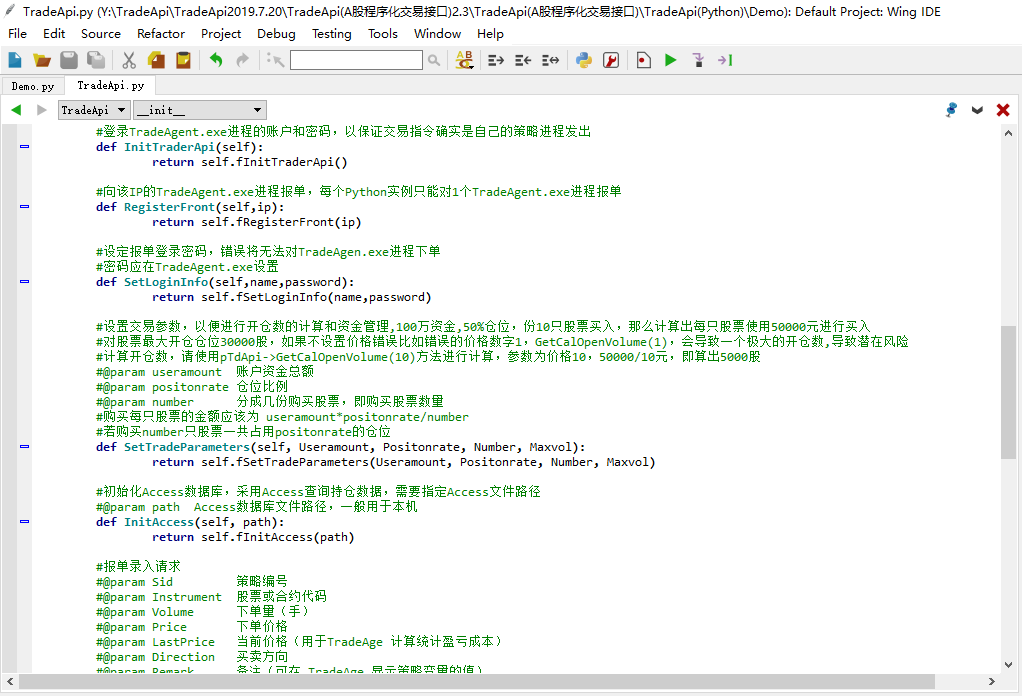 TradeApi.py (Y:\TradeApi\TradeApi2019.7.20\TradeApi(A股程序化交易接口)2.3\TradeApi(A股程序化交易接口)\TradeApi(Python)\Demo): Default Project: Wing IDE
File Edit Source Refactor Project Debug Testing Tools Window Help
Demo.py TradeApi.py
TradeApi __init__
#登录TradeAgent.exe进程的账户和密码，以保证交易指令确实是自己的策略进程发出
def InitTraderApi(self):
return self.fInitTraderApi()
#向该IP的TradeAgent.exe进程报单，每个Python实例只能对1个TradeAgent.exe进程报单
def RegisterFront(self,ip):
return self.fRegisterFront(ip)
#设定报单登录密码，错误将无法对TradeAgen.exe进程下单
#密码应在TradeAgent.exe设置
def SetLoginInfo(self,name,password):
return self.fSetLoginInfo(name,password)
#设置交易参数，以便进行开仓数的计算和资金管理,100万资金,50%仓位，份10只股票买入，那么计算出每只股票使用50000元进行买入
#对股票最大开仓仓位30000股，如果不设置价格错误比如错误的价格数字1，GetCalOpenVolume(1)，会导致一个极大的开仓数,导致潜在风险
#计算开仓数，请使用pTdApi->GetCalOpenVolume(10)方法进行计算，参数为价格10，50000/10元，即算出5000股
#@param useramount 账户资金总额
#@param positonrate 仓位比例
#@param number 分成几份购买股票，即购买股票数量
#购买每只股票的金额应该为 useramount*positonrate/number
#若购买number只股票一共占用positonrate的仓位
def SetTradeParameters(self, Useramount, Positonrate, Number, Maxvol):
return self.fSetTradeParameters(Useramount, Positonrate, Number, Maxvol)
#初始化Access数据库，采用Access查询持仓数据，需要指定Access文件路径
#@param path Access数据库文件路径，一般用于本机
def InitAccess(self, path):
return self.fInitAccess(path)
#报单录入请求
#@param Sid 策略编号
#@param Instrument 股票或合约代码
#@param Volume 下单量（手）
#@param Price 下单价格
#@param LastPrice 当前价格（用于TradeAge 计算统计盈亏成本）
#@param Direction 买卖方向
#@param Remark 备注（可在 TradeAge 显示策略变量的值）